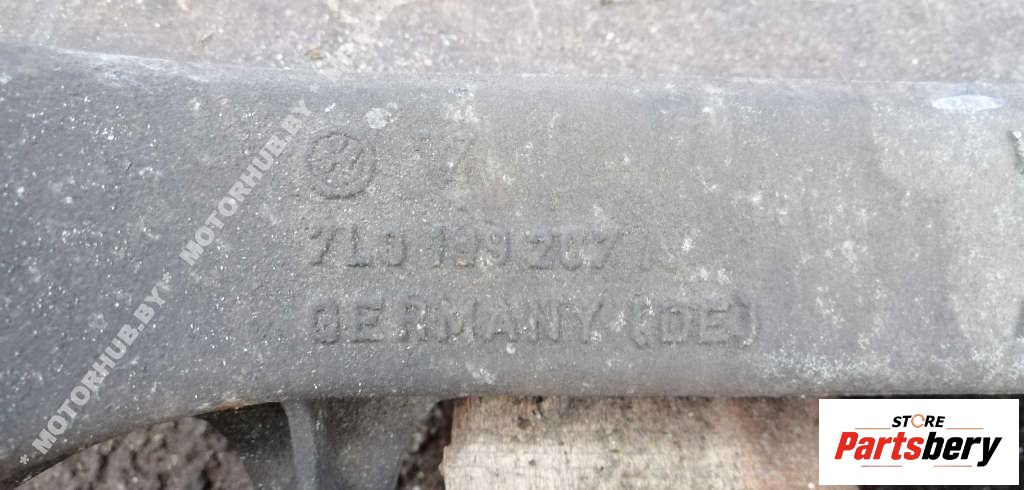 7L0 199 207
GERMANY (DE)
* MOTORHUB.BY* MOTORHUB.BY
STORE
Partsbery